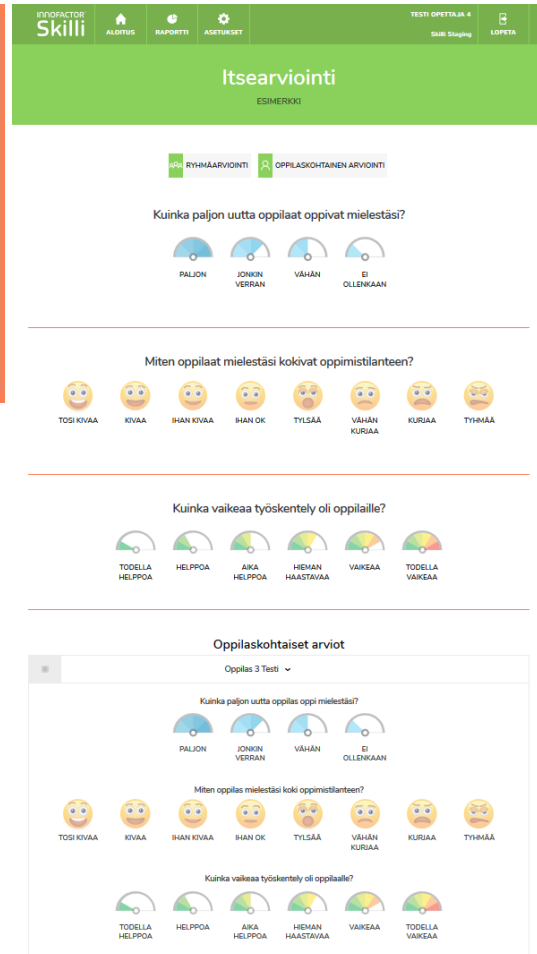 INNOFACTOR
Skilli
ALOITUS
RAPORTTI
ASETUKSET
TESTI OPETTAJA 4
Skilli Staging
LOPETA
Itsearviointi
ESIMERKKI
RYHMÄARVIOINTI
OPPILASKOHTAINEN ARVIOINTI
Kuinka paljon uutta oppilaat oppivat mielestäsi?
PALJON
JONKIN
VERRAN
VÄHÄN
EI
OLLENKAAN
Miten oppilaat mielestäsi kokivat oppimistilanteen?
TOSI KIVAA
KIVAA
IHAN KIVAA
IHAN OK
TYLSÄÄ
VÄHÄN
KURJAA
KURJAA
TYHMÄÄ
Kuinka vaikeaa työskentely oli oppilaille?
TODELLA
HELPPOA
HELPPOA
AIKA
HELPPOA
HIEMAN
HAASTAVAA
VAIKEAA
TODELLA
VAIKEAA
Oppilaskohtaiset arviot
Oppilas 3 Testi
Kuinka paljon uutta oppilas oppi mielestäsi?
PALJON
JONKIN
VERRAN
VÄHÄN
EI
OLLENKAAN
Miten oppilas mielestäsi koki oppimistilanteen?
TOSI KIVAA
KIVAA
IHAN KIVAA
IHAN OK
TYLSÄÄ
VÄHÄN
KURJAA
KURJAA
TYHMÄÄ
Kuinka vaikeaa työskentely oli oppilaalle?
TODELLA
HELPPOA
HELPPOA
AIKA
HELPPOA
HIEMAN
HAASTAVAA
VAIKEAA
TODELLA
VAIKEAA